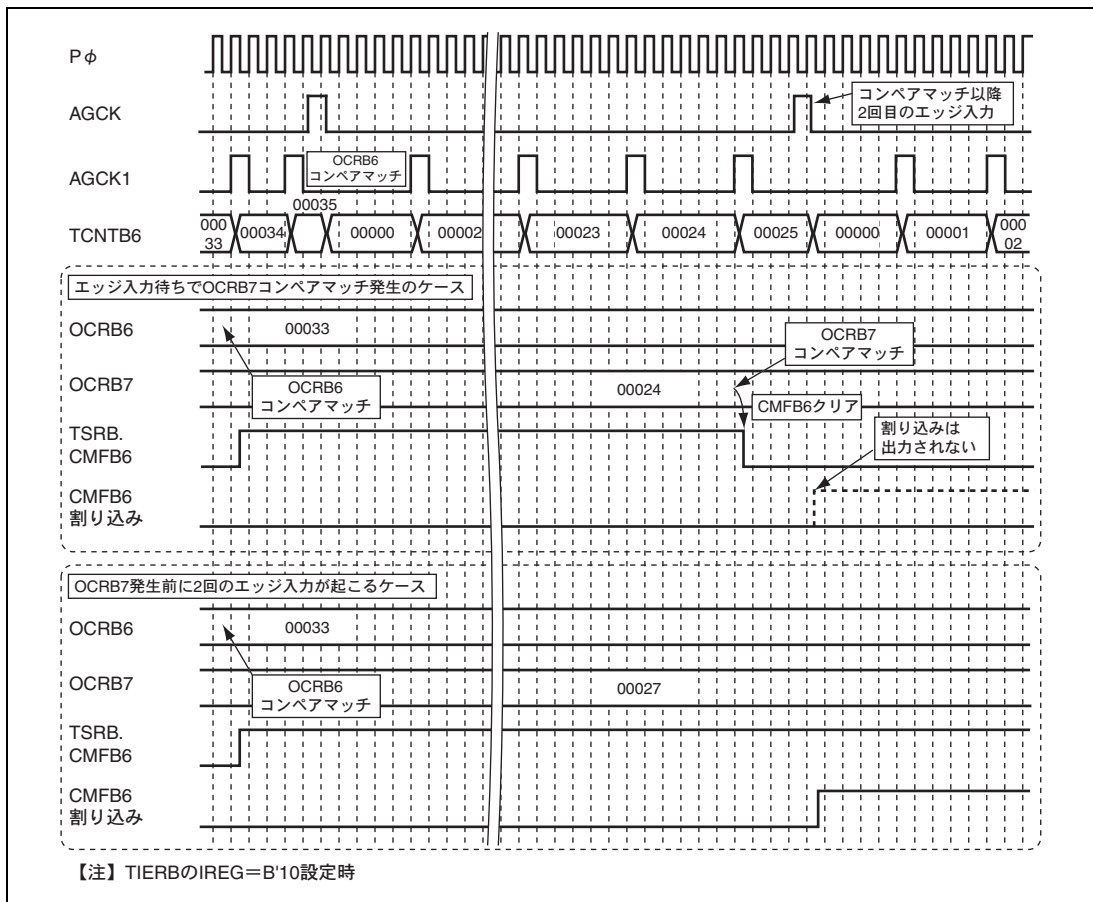 Pφ
AGCK
コンペアマッチ以降
2回目のエッジ入力
AGCK1
OCRB6
コンペアマッチ
TCNTB6
000
33
00034
00035
00000
00002
00023
00024
00025
00000
00001
000
02
エッジ入力待ちでOCRB7コンペアマッチ発生のケース
OCRB6
00033
OCRB7
コンペアマッチ
OCRB7
OCRB6
コンペアマッチ
00024
CMFB6クリア
TSRB.
CMFB6
割り込みは
出力されない
CMFB6
割り込み
OCRB7発生前に2回のエッジ入力が起こるケース
OCRB6
00033
OCRB7
OCRB6
コンペアマッチ
00027
TSRB.
CMFB6
CMFB6
割り込み
【注】TIERBのIREG=B'10設定時